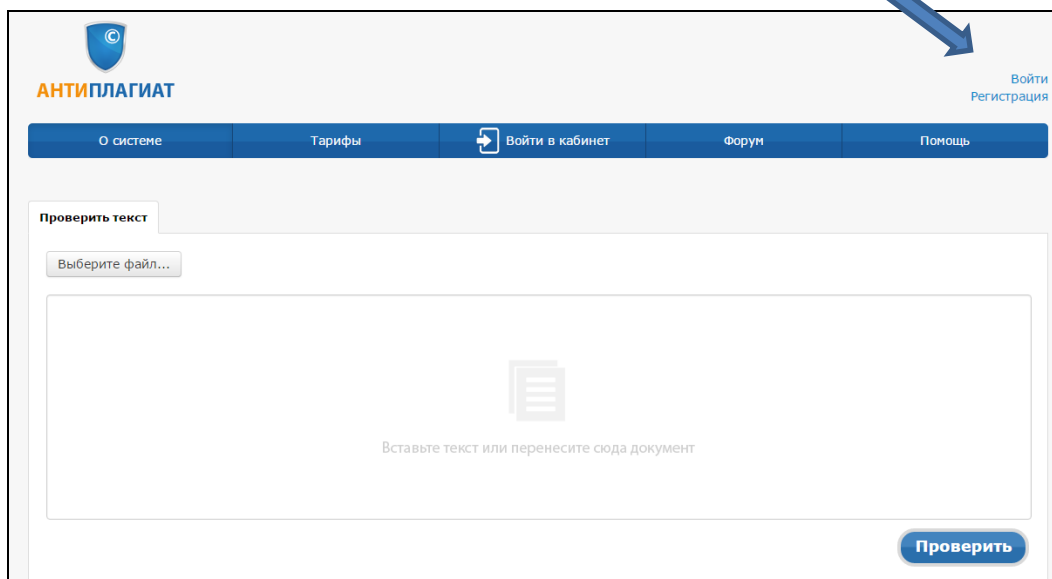 ©
АНТИПЛАГИАТ
Войти
Регистрация
О системе
Тарифы
Войти в кабинет
Форум
Помощь
Проверить текст
Выберите файл...
Вставьте текст или перенесите сюда документ
Проверить